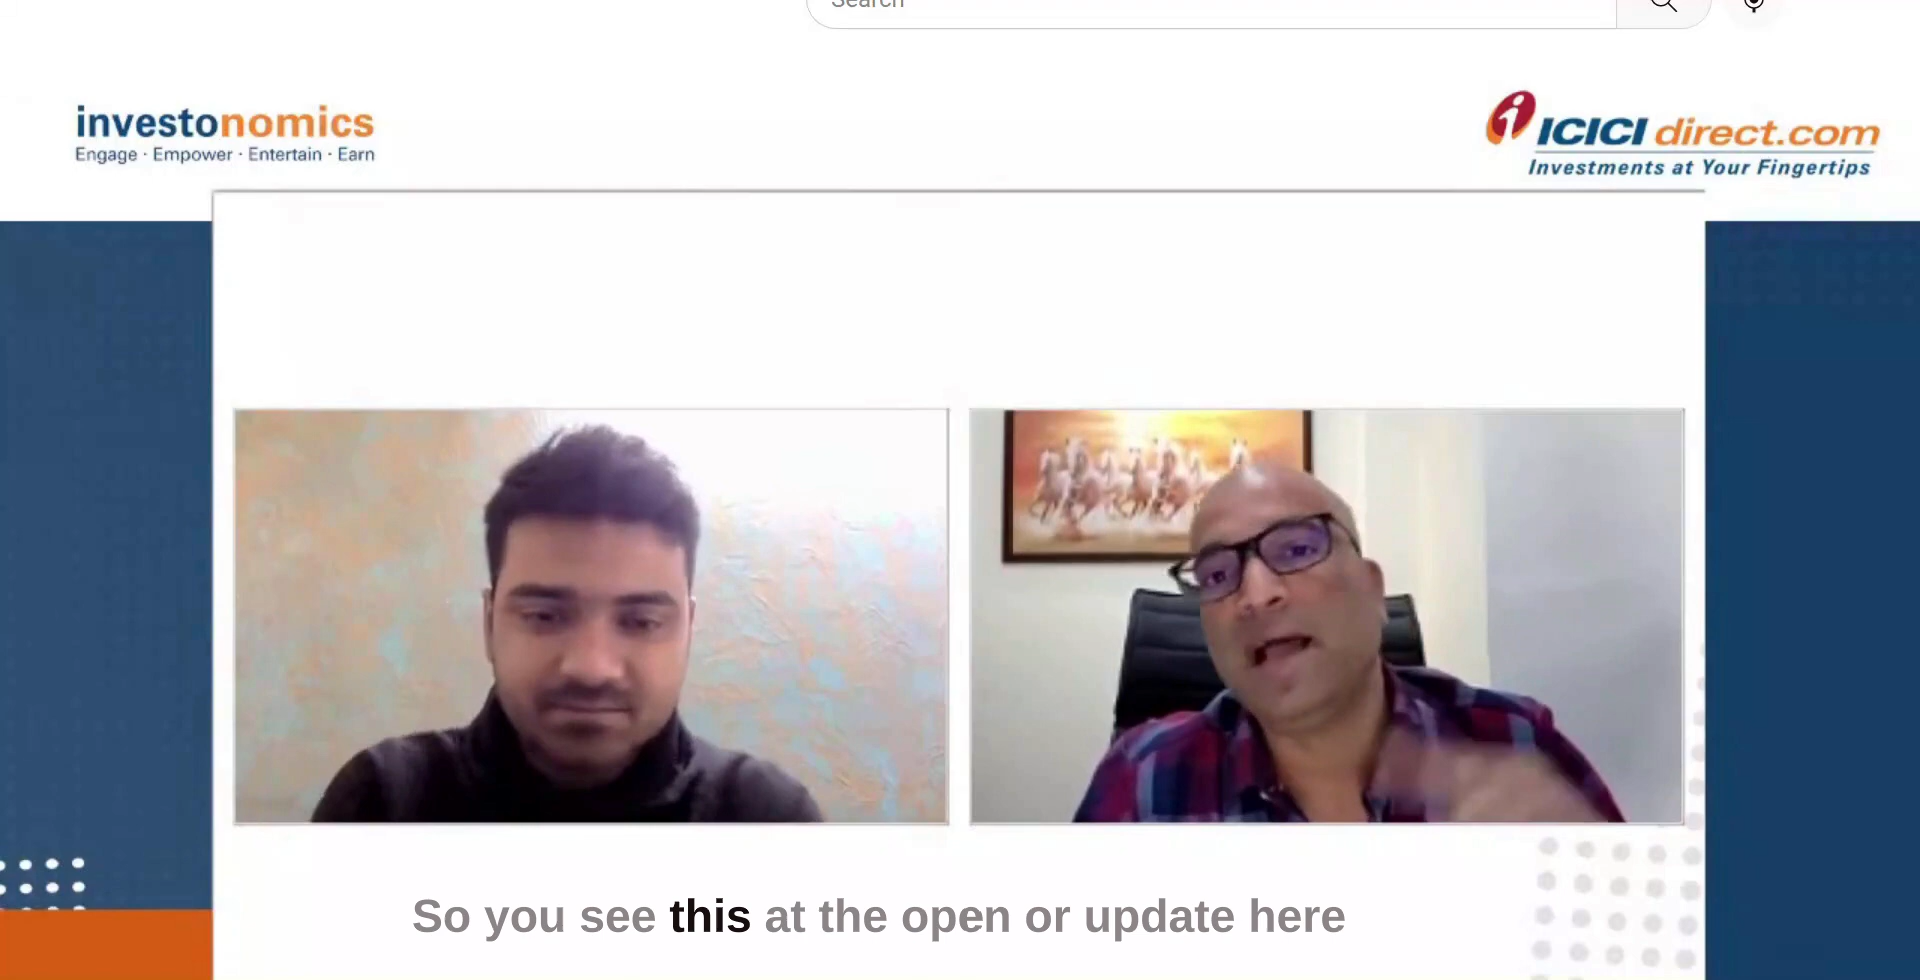 Search
investonomics
Engage · Empower · Entertain · Earn
i ICICI direct.com
Investments at Your Fingertips
So you see this at the open or update here